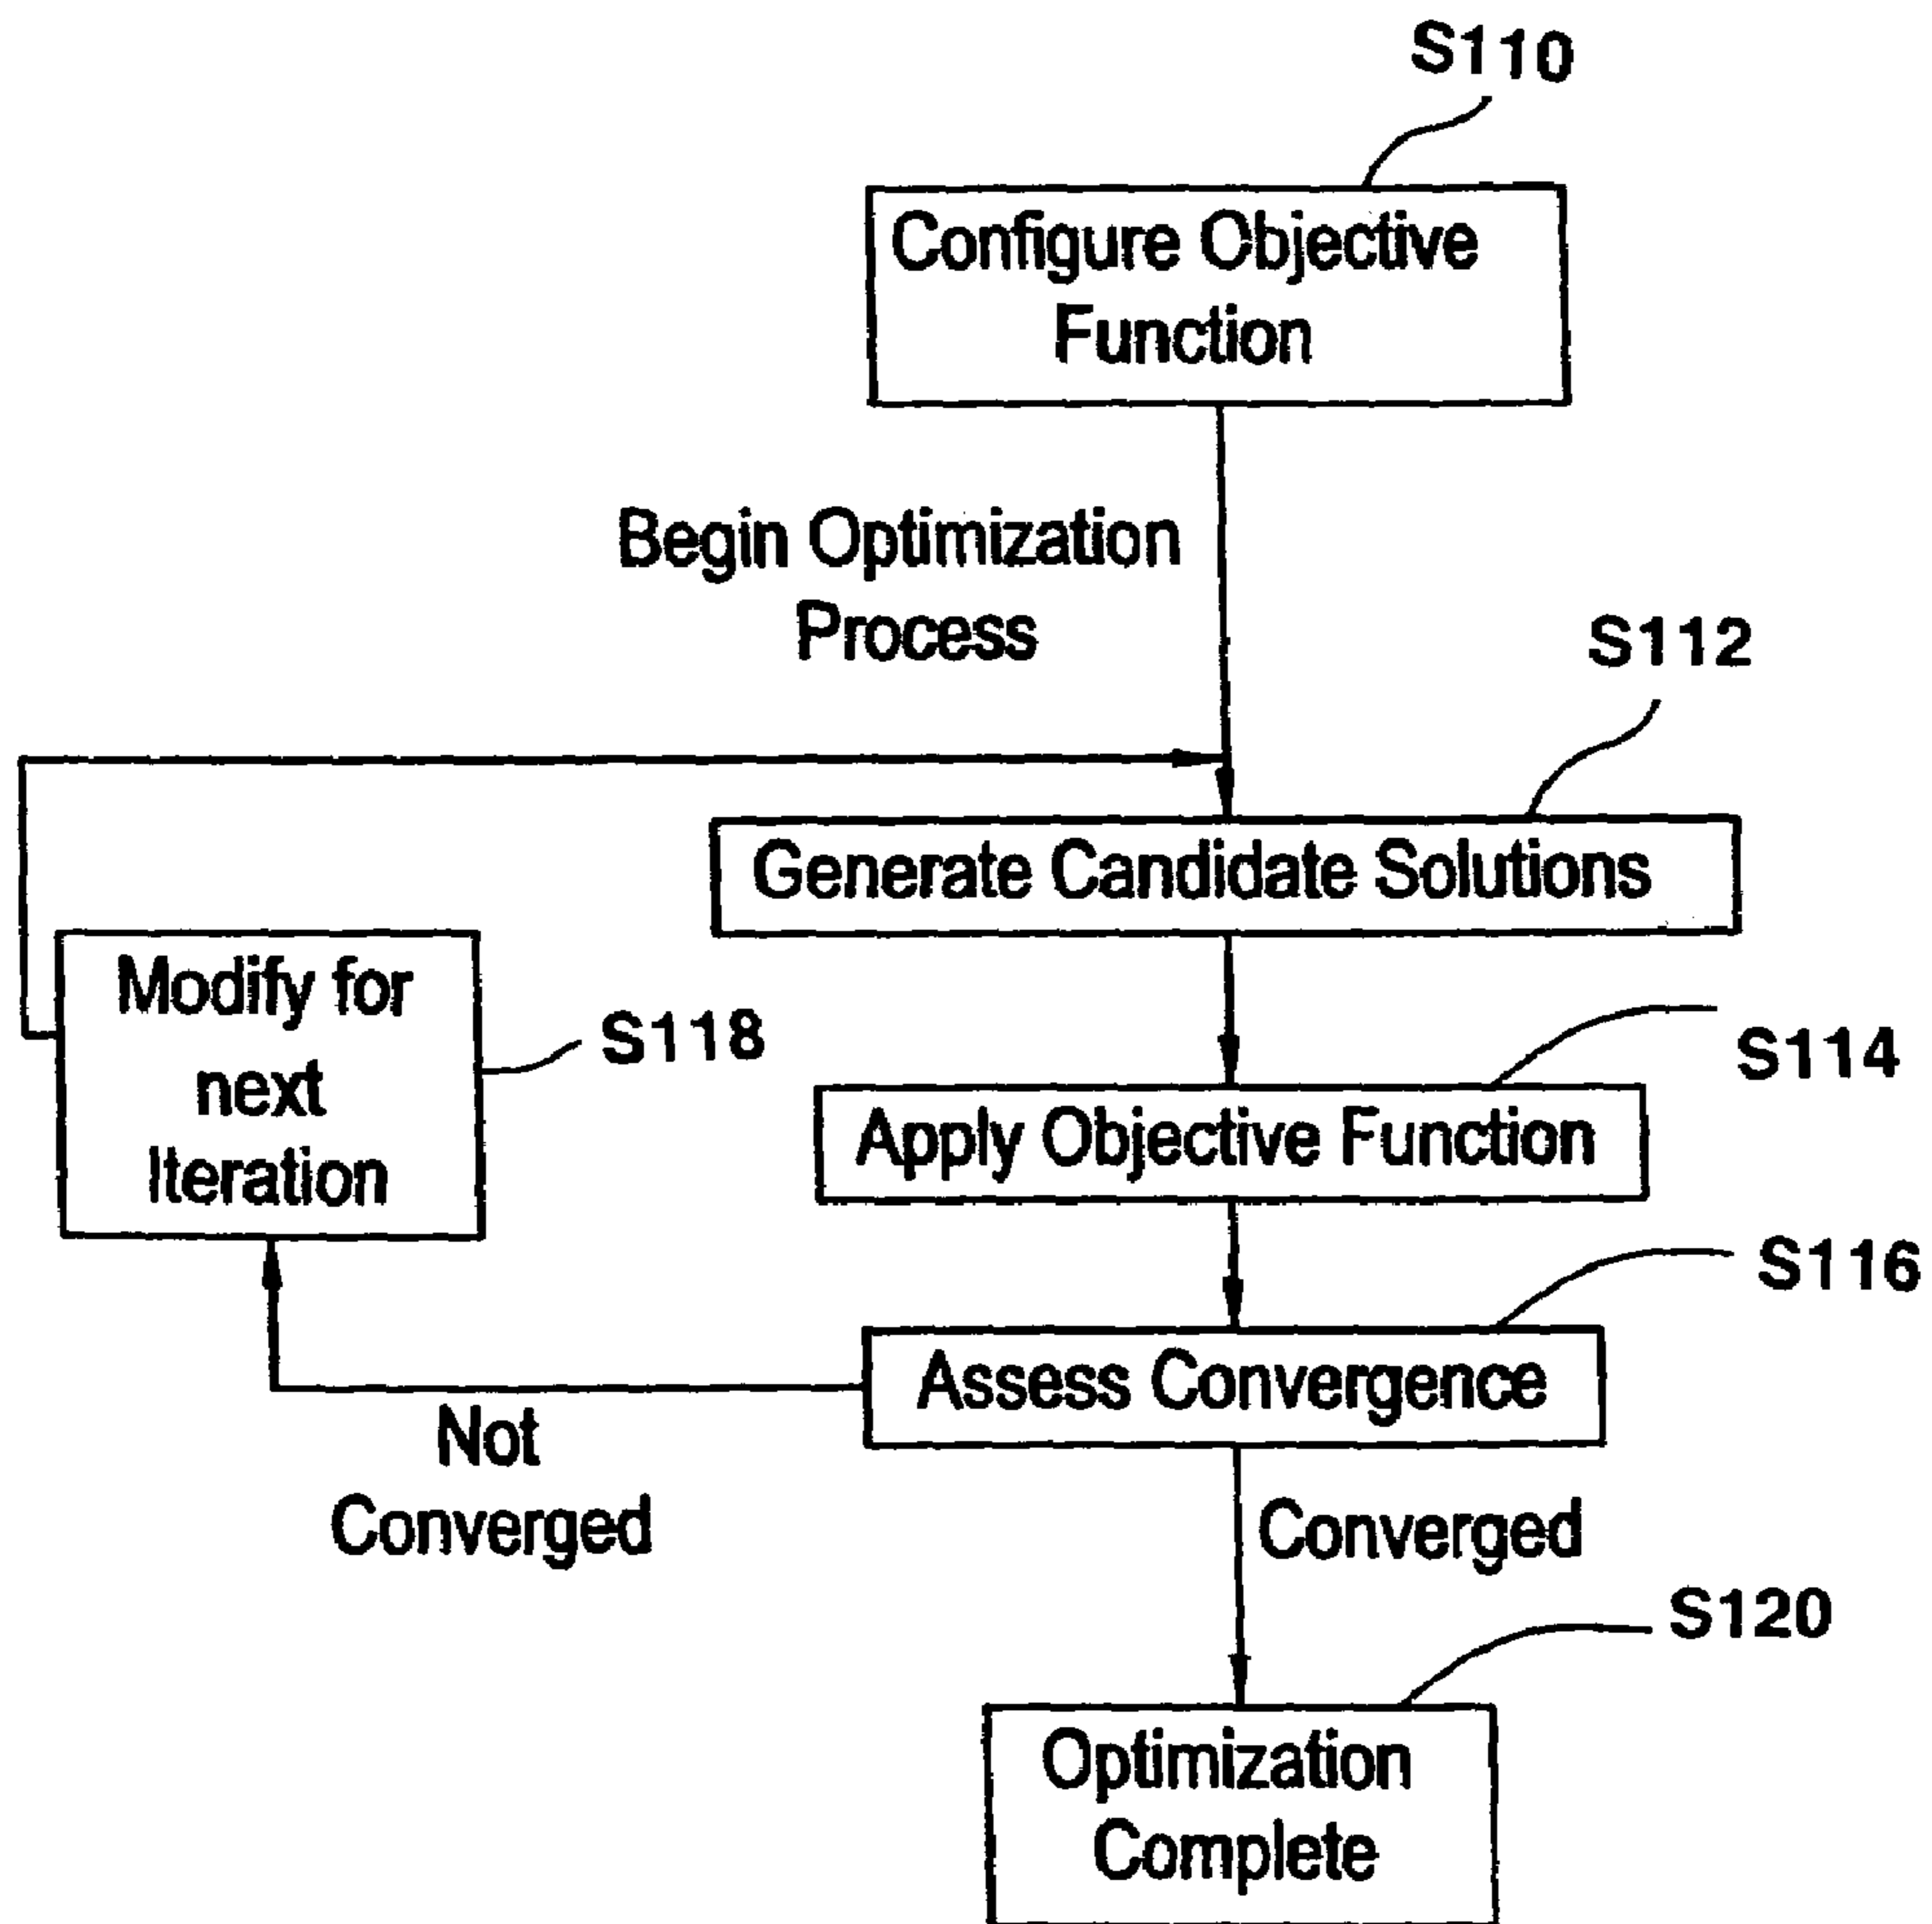 S110
Configure Objective
Function
Begin Optimization
Process
S112
Generate Candidate Solutions
Modify for
next
Iteration
S118
S114
Apply Objective Function
S116
Assess Convergence
Not
Converged
Converged
S120
Optimization
Complete